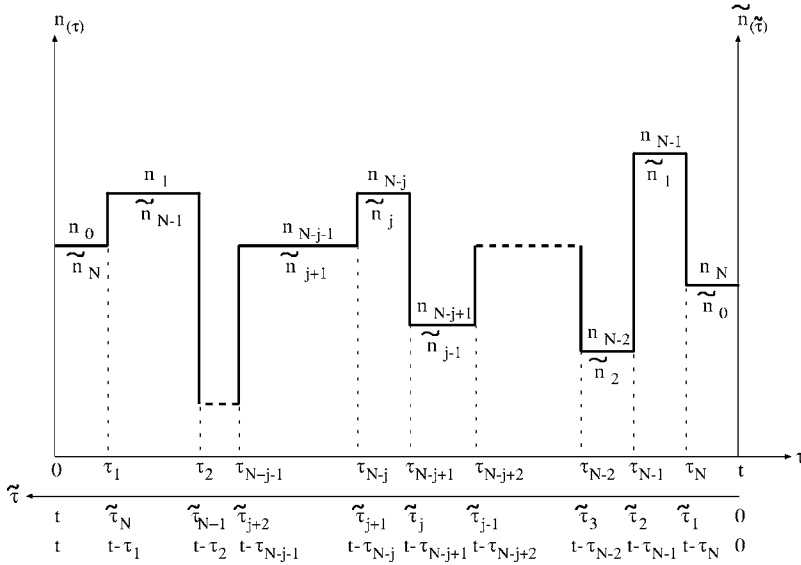 n(τ) ñ(τ̃)
n N-1
ñ 1
n 1 n N-j
ñ N-1 ñ j
n 0 n N-j-1
ñ N ñ j+1
n N
ñ 0
n N-j+1 n N-2
ñ j-1 ñ 2
0 τ1 τ2 τN-j-1 τN-j τN-j+1 τN-j+2 τN-2 τN-1 τN t τ
τ̃
t τ̃N τ̃N-1 τ̃j+2 τ̃j+1 τ̃j τ̃j-1 τ̃3 τ̃2 τ̃1 0
t t-τ1 t-τ2 t-τN-j-1 t-τN-j t-τN-j+1 t-τN-j+2 t-τN-2 t-τN-1 t-τN 0